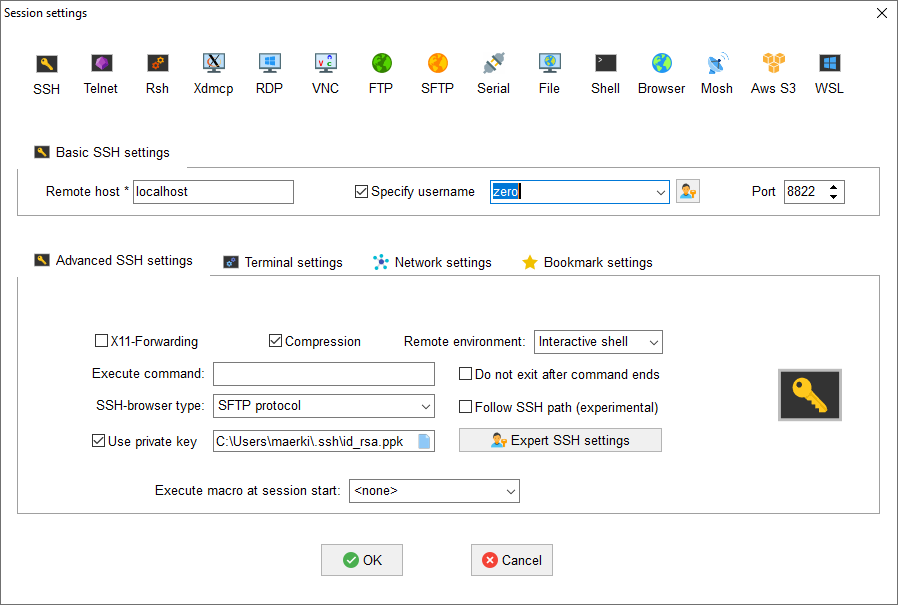 Session settings
SSH Telnet Rsh Xdmcp RDP VNC FTP SFTP Serial File Shell Browser Mosh Aws S3 WSL
Basic SSH settings
Remote host * localhost Specify username zero Port 8822
Advanced SSH settings Terminal settings Network settings Bookmark settings
X11-Forwarding Compression Remote environment: Interactive shell
Execute command: Do not exit after command ends
SSH-browser type: SFTP protocol Follow SSH path (experimental)
Use private key C:\Users\maerki\.ssh\id_rsa.ppk Expert SSH settings
Execute macro at session start: <none>
OK Cancel